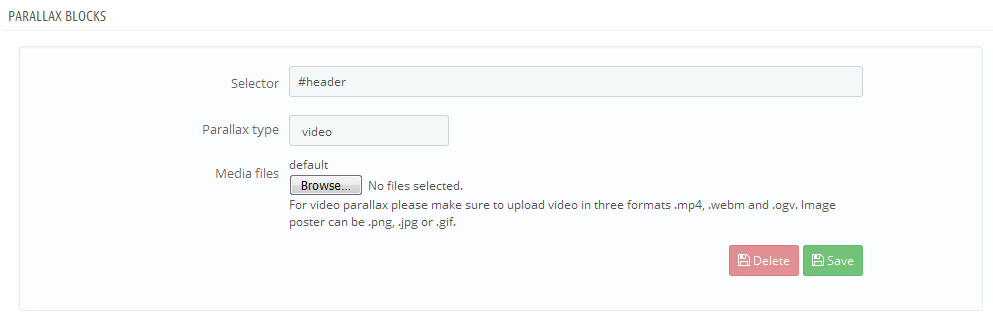 PARALLAX BLOCKS
Selector #header
Parallax type video
Media files default
Browse... No files selected.
For video parallax please make sure to upload video in three formats .mp4, .webm and .ogv. Image
poster can be .png, .jpg or .gif.
Delete Save